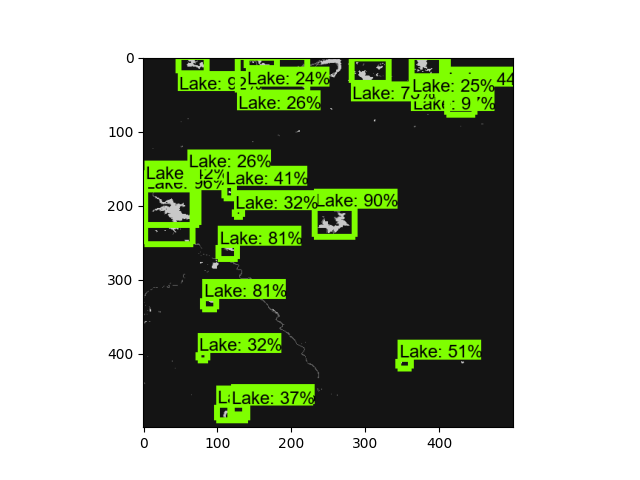 0
Lake: 24%
44
Lake: 25%
Lake: 26%
100
Lake: 26%
Lake: 41%
Lake: 96%
200
Lake: 32%
Lake: 90%
Lake: 81%
300
Lake: 81%
Lake: 32%
400
Lake: 51%
Lake: 37%
0
100
200
300
400